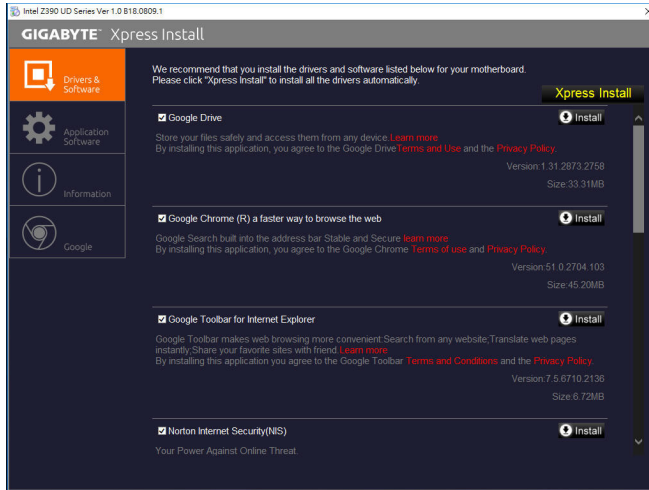 Intel Z390 UD Series Ver 1.0 B18.0809.1
GIGABYTE™ Xpress Install
Drivers &
Software
Application
Software
Information
Google
We recommend that you install the drivers and software listed below for your motherboard.
Please click "Xpress Install" to install all the drivers automatically.
Xpress Install
Google Drive
Install
Store your files safely and access them from any device.Learn more
By installing this application, you agree to the Google DriveTerms and Use and the Privacy Policy.
Version:1.31.2873.2758
Size:33.31MB
Google Chrome (R) a faster way to browse the web
Install
Google Search built into the address bar Stable and Secure learn more
By installing this application, you agree to the Google Chrome Terms of use and Privacy Policy.
Version:51.0.2704.103
Size:45.20MB
Google Toolbar for Internet Explorer
Install
Google Toolbar makes web browsing more convenient.Search from any website;Translate web pages
instantly;Share your favorite sites with friend.Learn more
By installing this application you agree to the Google Toolbar Terms and Conditions and the Privacy Policy.
Version:7.5.6710.2136
Size:6.72MB
Norton Internet Security(NIS)
Install
Your Power Against Online Threat.